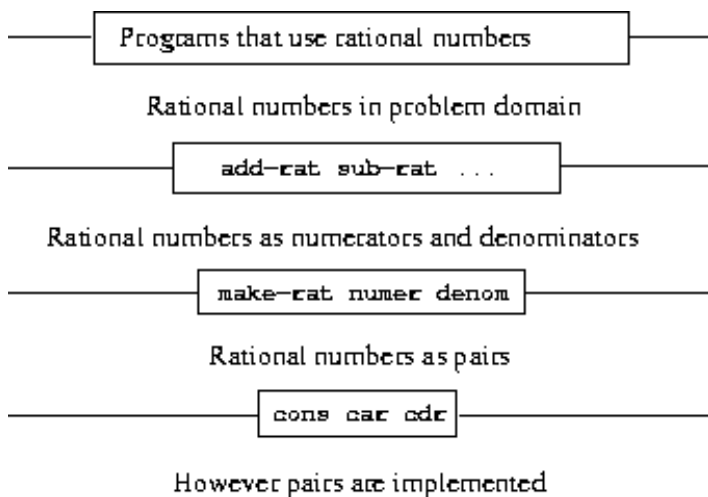 Programs that use rational numbers
Rational numbers in problem domain
add-rat sub-rat ...
Rational numbers as numerators and denominators
make-rat numer denom
Rational numbers as pairs
cons car cdr
However pairs are implemented